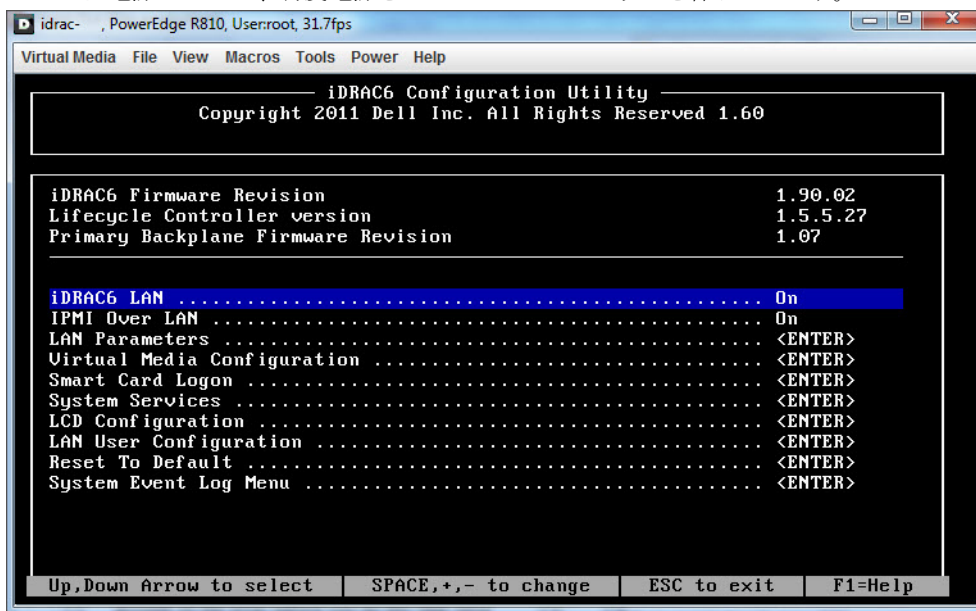 idrac- , PowerEdge R810, User:root, 31.7fps
Virtual Media File View Macros Tools Power Help
iDRAC6 Configuration Utility
Copyright 2011 Dell Inc. All Rights Reserved 1.60
iDRAC6 Firmware Revision 1.90.02
Lifecycle Controller version 1.5.5.27
Primary Backplane Firmware Revision 1.07
iDRAC6 LAN .................................................. On
IPMI Over LAN ............................................... On
LAN Parameters .............................................. <ENTER>
Virtual Media Configuration ................................. <ENTER>
Smart Card Logon ............................................ <ENTER>
System Services ............................................. <ENTER>
LCD Configuration ........................................... <ENTER>
LAN User Configuration ...................................... <ENTER>
Reset To Default ............................................ <ENTER>
System Event Log Menu ....................................... <ENTER>
Up,Down Arrow to select SPACE,+,- to change ESC to exit F1=Help